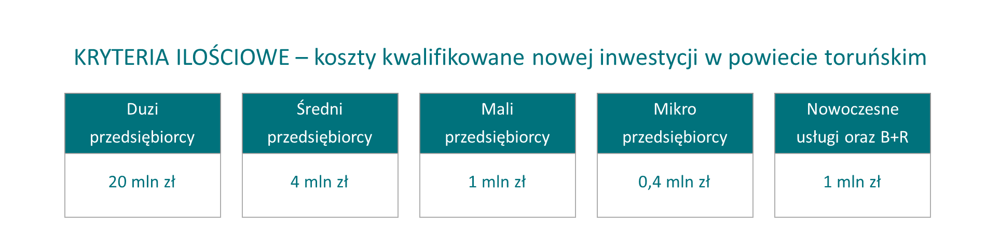 KRYTERIA ILOŚCIOWE – koszty kwalifikowane nowej inwestycji w powiecie toruńskim
Duzi
przedsiębiorcy
20 mln zł
Średni
przedsiębiorcy
4 mln zł
Mali
przedsiębiorcy
1 mln zł
Mikro
przedsiębiorcy
0,4 mln zł
Nowoczesne
usługi oraz B+R
1 mln zł